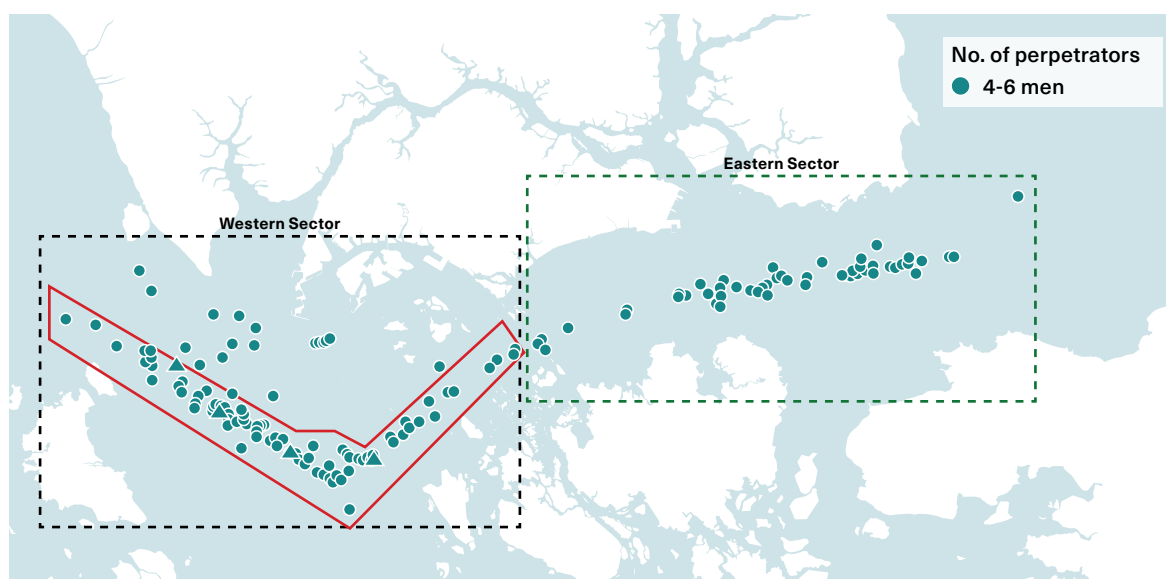 No. of perpetrators
4-6 men
Eastern Sector
Western Sector